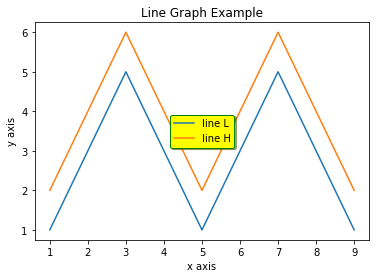 Line Graph Example
6
5
4
3
2
1
y axis
line L
line H
1 2 3 4 5 6 7 8 9
x axis